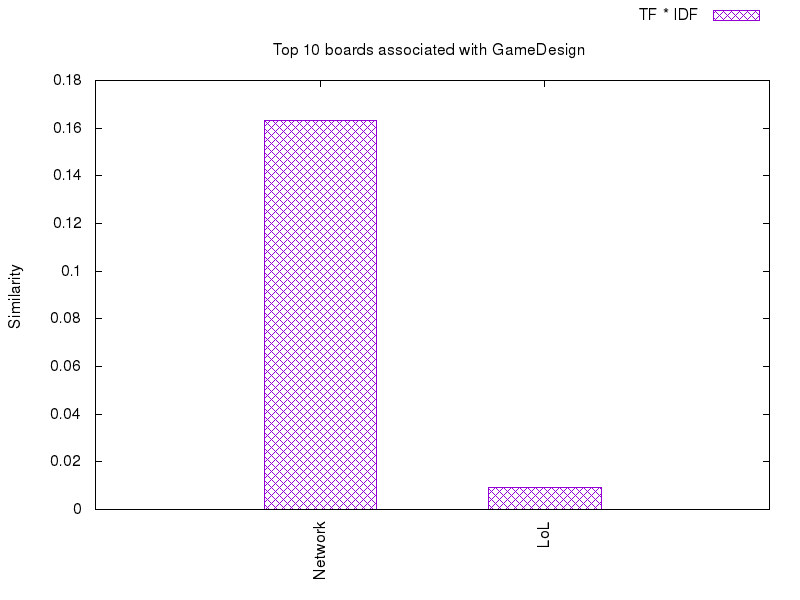 TF * IDF
Top 10 boards associated with GameDesign
0.18
0.16
0.14
0.12
0.1
0.08
0.06
0.04
0.02
0
Similarity
Network
LoL